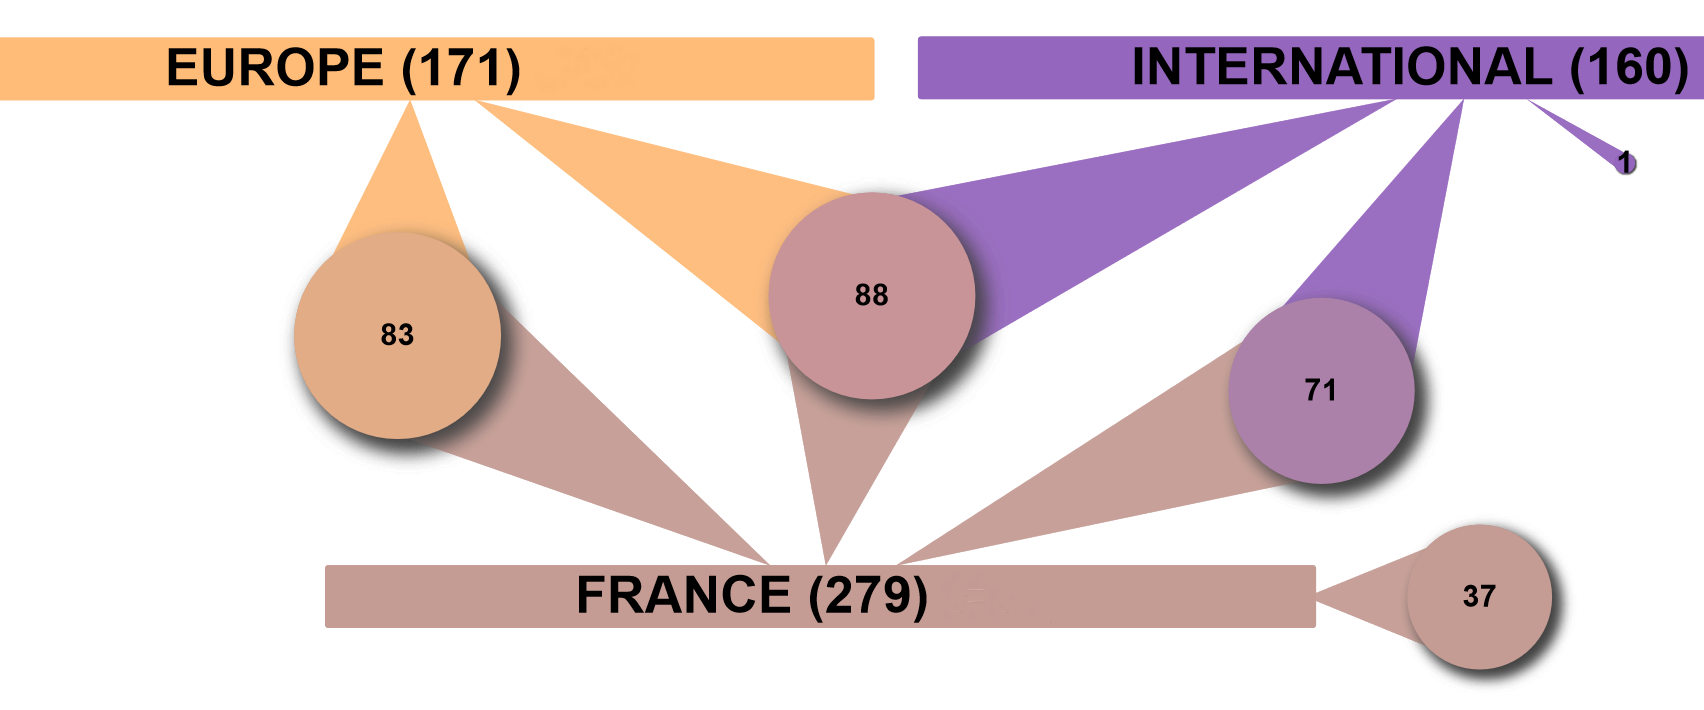 EUROPE (171)
INTERNATIONAL (160)
1
88
83
71
FRANCE (279)
37